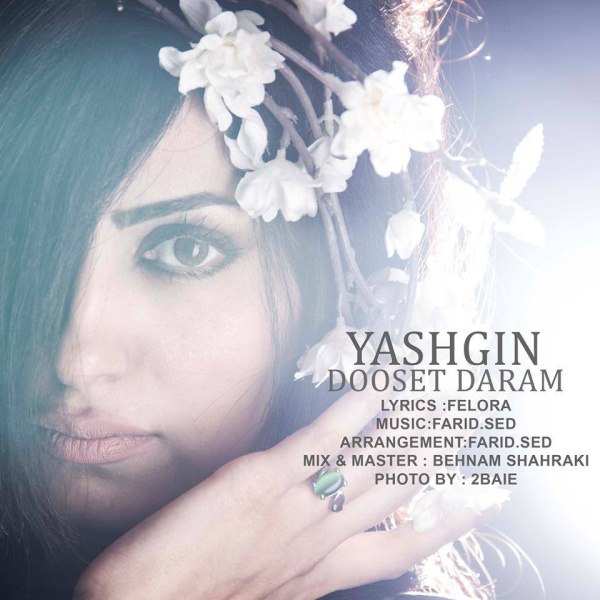 YASHGIN
DOOSET DARAM
LYRICS :FELORA
MUSIC:FARID.SED
ARRANGEMENT:FARID.SED
MIX & MASTER : BEHNAM SHAHRAKI
PHOTO BY : 2BAIE